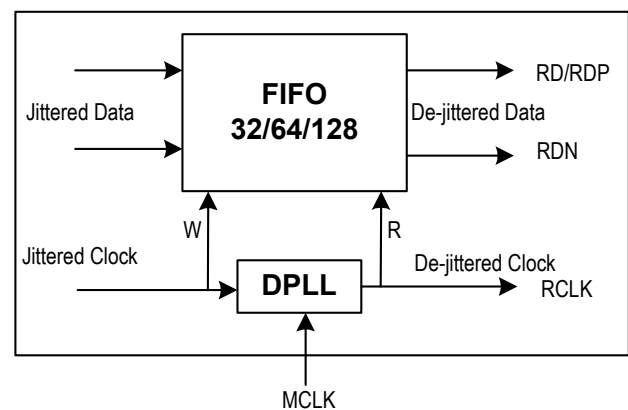 FIFO
32/64/128
Jittered Data
De-jittered Data
RD/RDP
RDN
W
R
Jittered Clock
DPLL
De-jittered Clock
RCLK
MCLK